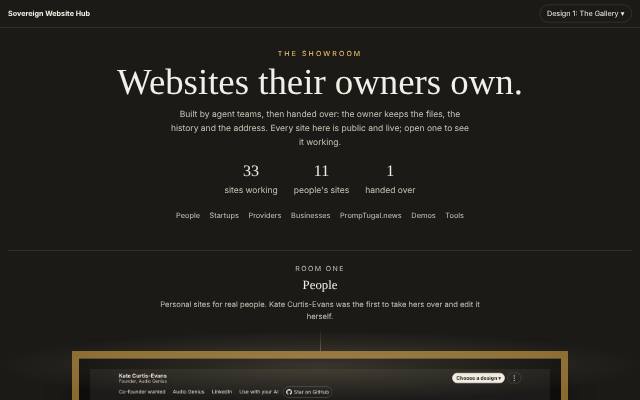 Sovereign Website Hub
Design 1: The Gallery ▾
THE SHOWROOM
Websites their owners own.
Built by agent teams, then handed over: the owner keeps the files, the
history and the address. Every site here is public and live; open one to see
it working.
33 11 1
sites working people's sites handed over
People Startups Providers Businesses PrompTugal.news Demos Tools
ROOM ONE
People
Personal sites for real people. Kate Curtis-Evans was the first to take hers over and edit it
herself.
Kate Curtis-Evans
Founder, Audio Genius
Choose a design ▾
Co-founder wanted Audio Genius LinkedIn Use with your AI Star on GitHub